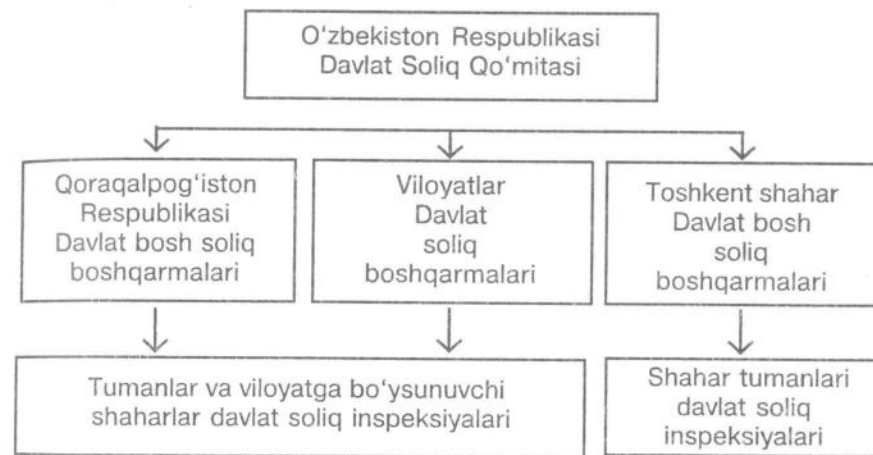 O‘zbekiston Respublikasi
Davlat Soliq Qo‘mitasi
Qoraqalpog‘iston
Respublikasi
Davlat bosh soliq
boshqarmalari
Viloyatlar
Davlat
soliq
boshqarmalari
Toshkent shahar
Davlat bosh
soliq
boshqarmalari
Tumanlar va viloyatga bo‘ysunuvchi
shaharlar davlat soliq inspeksiyalari
Shahar tumanlari
davlat soliq
inspeksiyalari